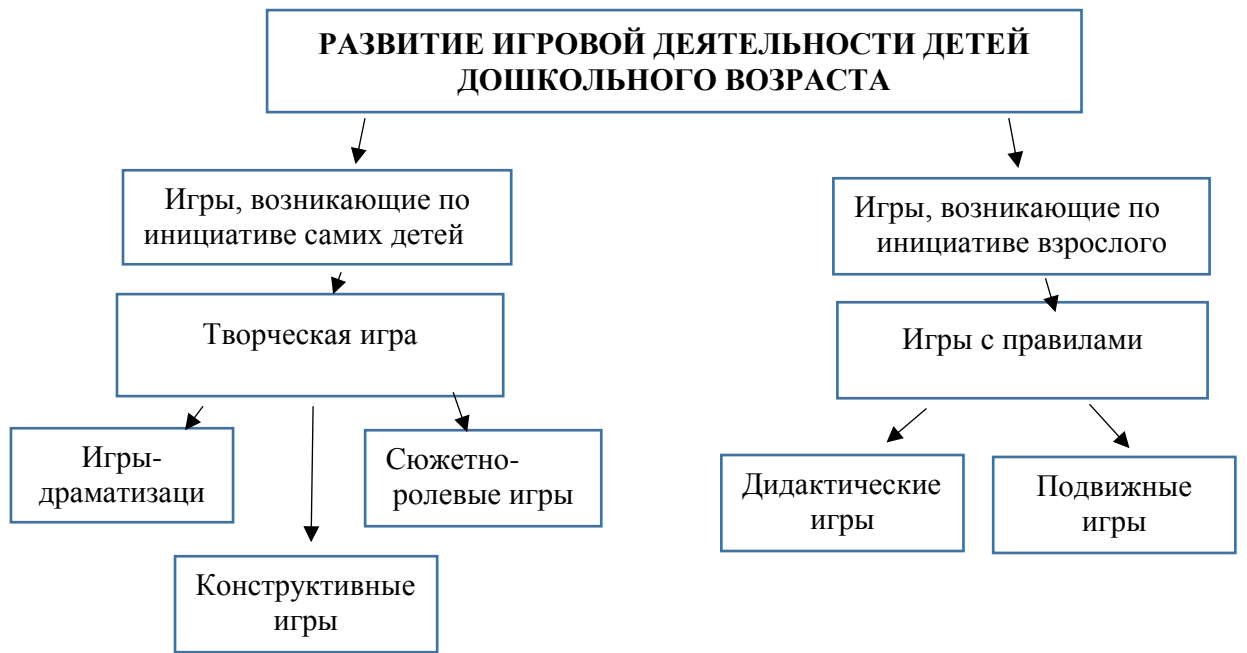 РАЗВИТИЕ ИГРОВОЙ ДЕЯТЕЛЬНОСТИ ДЕТЕЙ
ДОШКОЛЬНОГО ВОЗРАСТА
Игры, возникающие по
инициативе самих детей
Игры, возникающие по
инициативе взрослого
Творческая игра
Игры с правилами
Игры-
драматизаци
Сюжетно-
ролевые игры
Дидактические
игры
Подвижные
игры
Конструктивные
игры